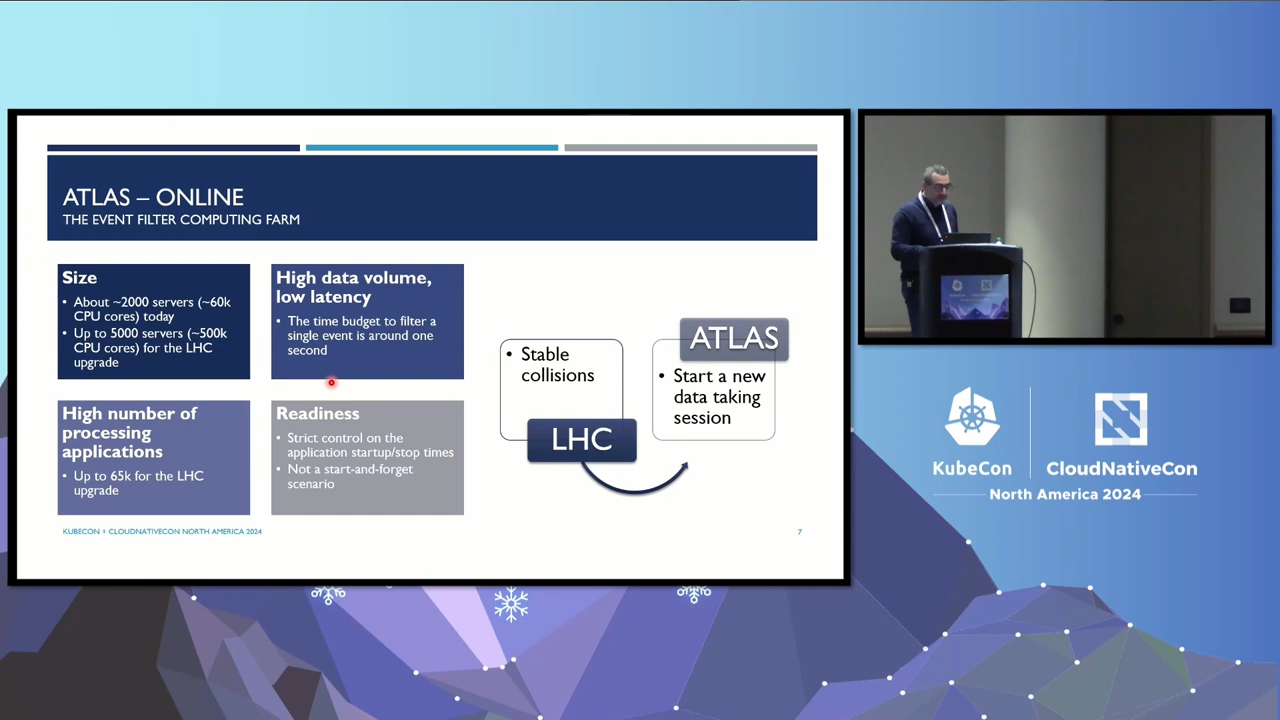 ATLAS – ONLINE
THE EVENT FILTER COMPUTING FARM
Size
• About ~2000 servers (~60k
CPU cores) today
• Up to 5000 servers (~500k
CPU cores) for the LHC
upgrade
High data volume,
low latency
• The time budget to filter a
single event is around one
second
High number of
processing
applications
• Up to 65k for the LHC
upgrade
Readiness
• Strict control on the
application startup/stop times
• Not a start-and-forget
scenario
• Stable
collisions
LHC
ATLAS
• Start a new
data taking
session
KUBECON + CLOUDNATIVECON NORTH AMERICA 2024
7
KubeCon
CloudNativeCon
North America 2024